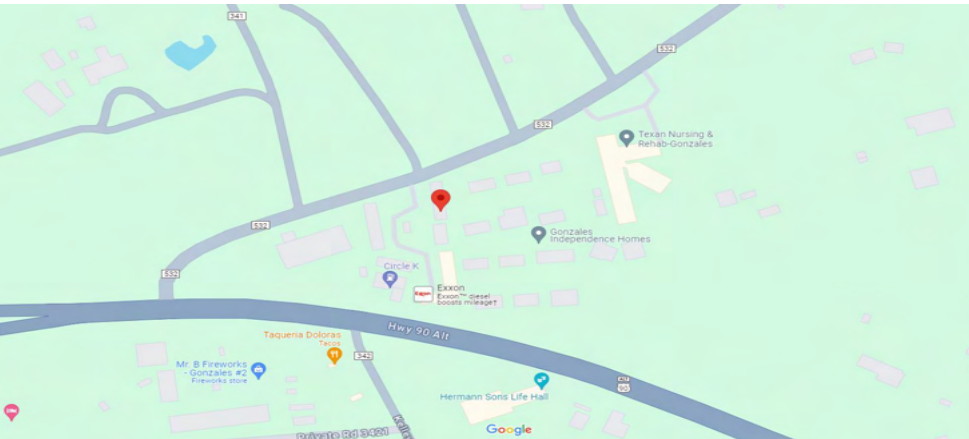 341
532
532
Texan Nursing &
Rehab-Gonzales
532
Gonzales
Independence Homes
Circle K
532
Exxon
Exxon
Exxon™ diesel
boosts mileage†
Hwy 90 Alt
Taqueria Doloras
Tacos
342
Mr. B Fireworks
- Gonzales #2
Fireworks store
ALT
90
Hermann Sons Life Hall
Google
Private Rd 3421